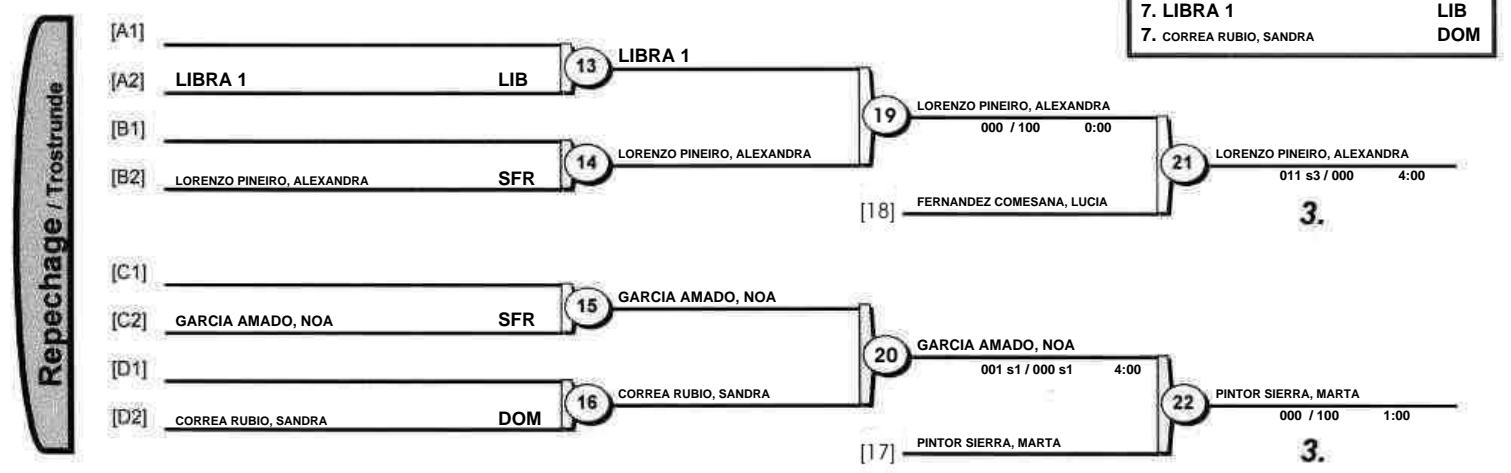 7. LIBRA 1 LIB
7. CORREA RUBIO, SANDRA DOM
Repechage / Trostrunde
[A1]
[A2] LIBRA 1 LIB
13 LIBRA 1
[B1]
[B2] LORENZO PINEIRO, ALEXANDRA SFR
14 LORENZO PINEIRO, ALEXANDRA
19 LORENZO PINEIRO, ALEXANDRA
000 / 100 0:00
[18] FERNANDEZ COMESANA, LUCIA
21 LORENZO PINEIRO, ALEXANDRA
011 s3 / 000 4:00
3.
[C1]
[C2] GARCIA AMADO, NOA SFR
15 GARCIA AMADO, NOA
[D1]
[D2] CORREA RUBIO, SANDRA DOM
16 CORREA RUBIO, SANDRA
20 GARCIA AMADO, NOA
001 s1 / 000 s1 4:00
[17] PINTOR SIERRA, MARTA
22 PINTOR SIERRA, MARTA
000 / 100 1:00
3.